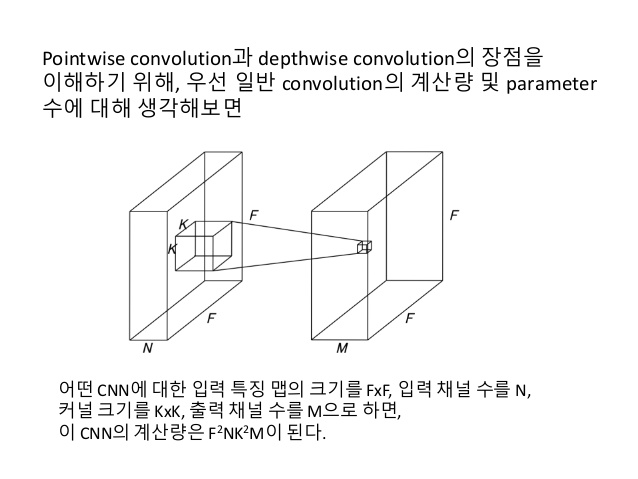 Pointwise convolution과 depthwise convolution의 장점을
이해하기 위해, 우선 일반 convolution의 계산량 및 parameter
수에 대해 생각해보면
K
K
F
F
N
F
F
M
어떤 CNN에 대한 입력 특징 맵의 크기를 FxF, 입력 채널 수를 N,
커널 크기를 KxK, 출력 채널 수를 M으로 하면,
이 CNN의 계산량은 F²NK²M이 된다.